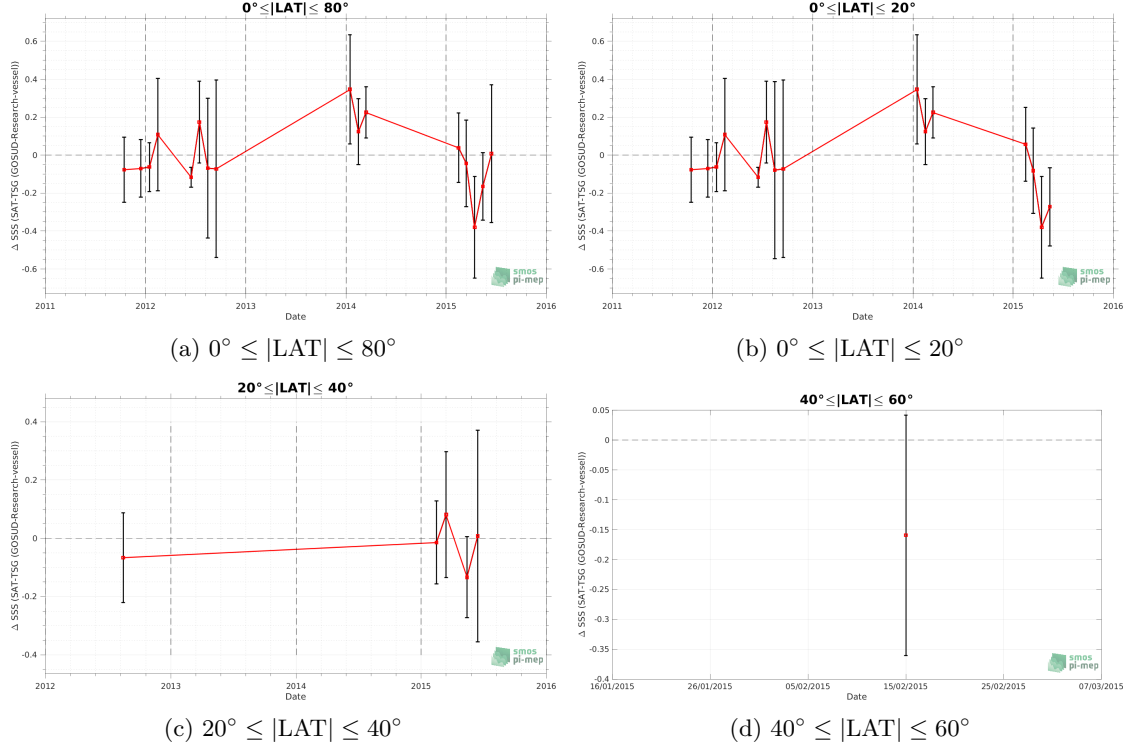 0°≤|LAT|≤ 80°
Δ SSS (SAT-TSG (GOSUD-Research-vessel))
0.6
0.4
0.2
0
-0.2
-0.4
-0.6
2011 2012 2013 2014 2015 2016
Date
smos
pi-mep
(a) 0° ≤ |LAT| ≤ 80°
0°≤|LAT|≤ 20°
Δ SSS (SAT-TSG (GOSUD-Research-vessel))
0.6
0.4
0.2
0
-0.2
-0.4
-0.6
2011 2012 2013 2014 2015 2016
Date
smos
pi-mep
(b) 0° ≤ |LAT| ≤ 20°
20°≤|LAT|≤ 40°
Δ SSS (SAT-TSG (GOSUD-Research-vessel))
0.4
0.2
0
-0.2
-0.4
2012 2013 2014 2015 2016
Date
smos
pi-mep
(c) 20° ≤ |LAT| ≤ 40°
40°≤|LAT|≤ 60°
Δ SSS (SAT-TSG (GOSUD-Research-vessel))
0.05
0
-0.05
-0.1
-0.15
-0.2
-0.25
-0.3
-0.35
-0.4
16/01/2015 26/01/2015 05/02/2015 15/02/2015 25/02/2015 07/03/2015
Date
smos
pi-mep
(d) 40° ≤ |LAT| ≤ 60°